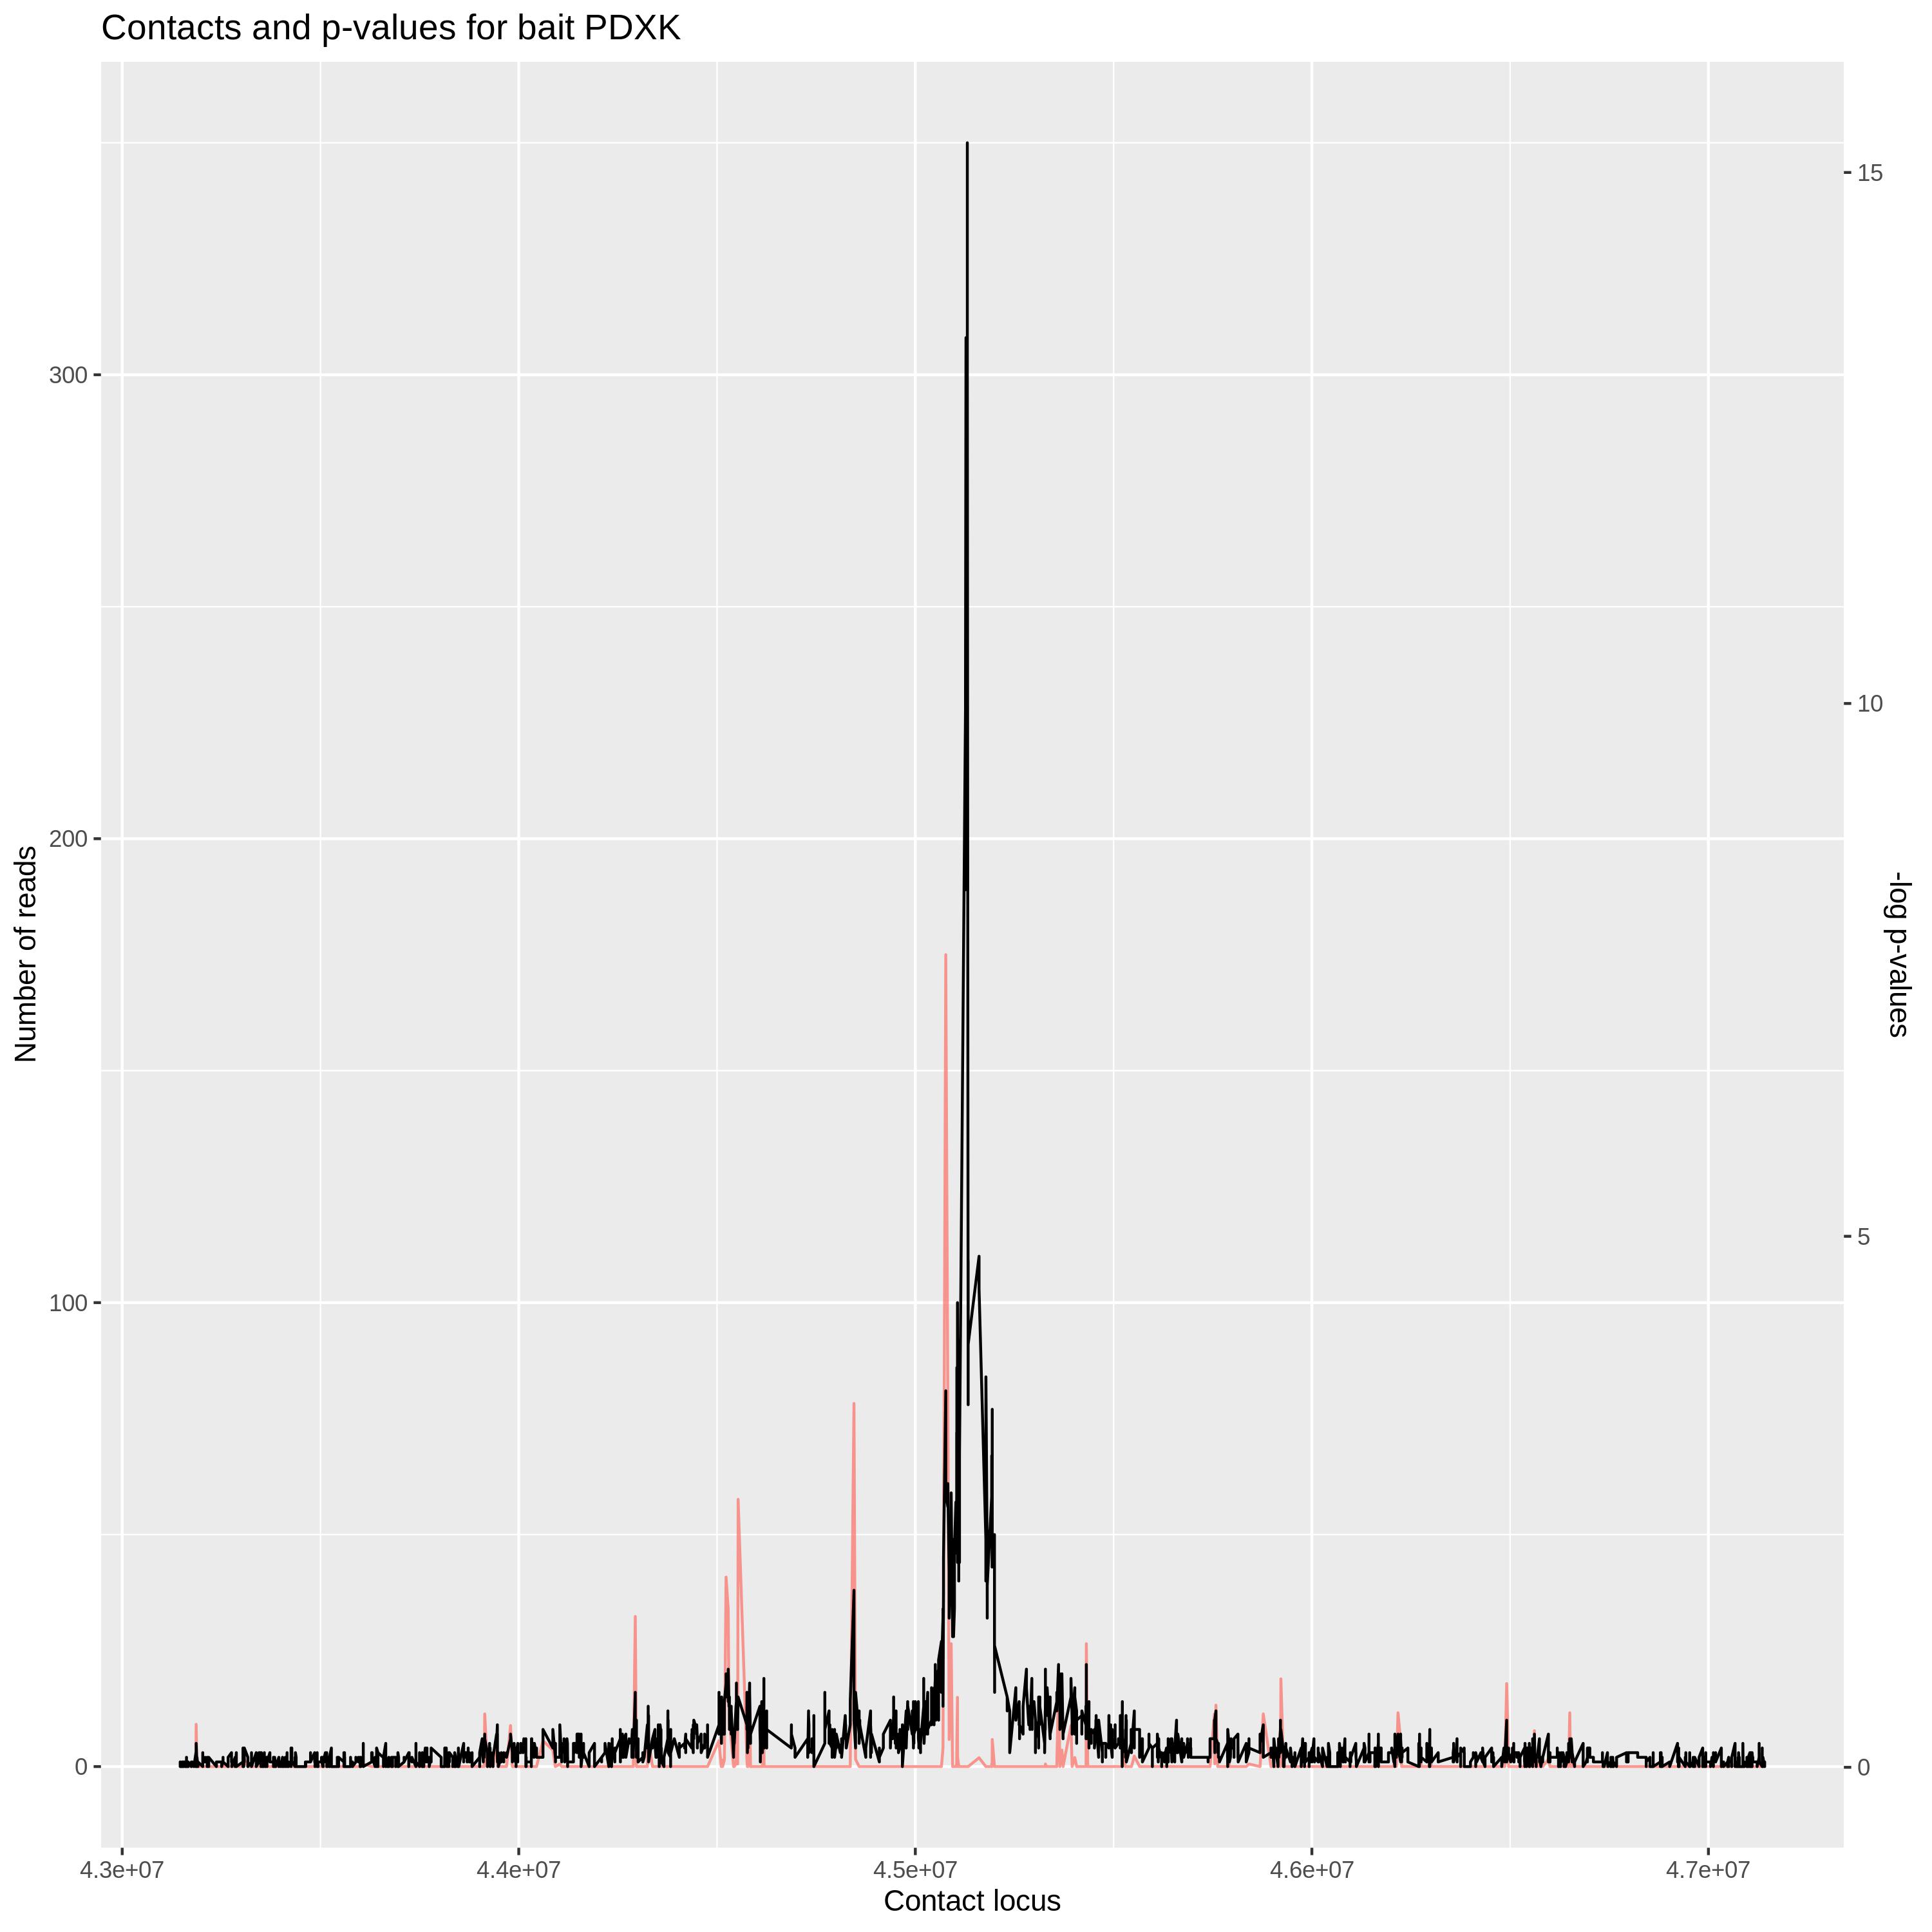 Contacts and p-values for bait PDXK
Number of reads
300
200
100
0
15
10
5
0
-log p-values
4.3e+07
4.4e+07
4.5e+07
4.6e+07
4.7e+07
Contact locus